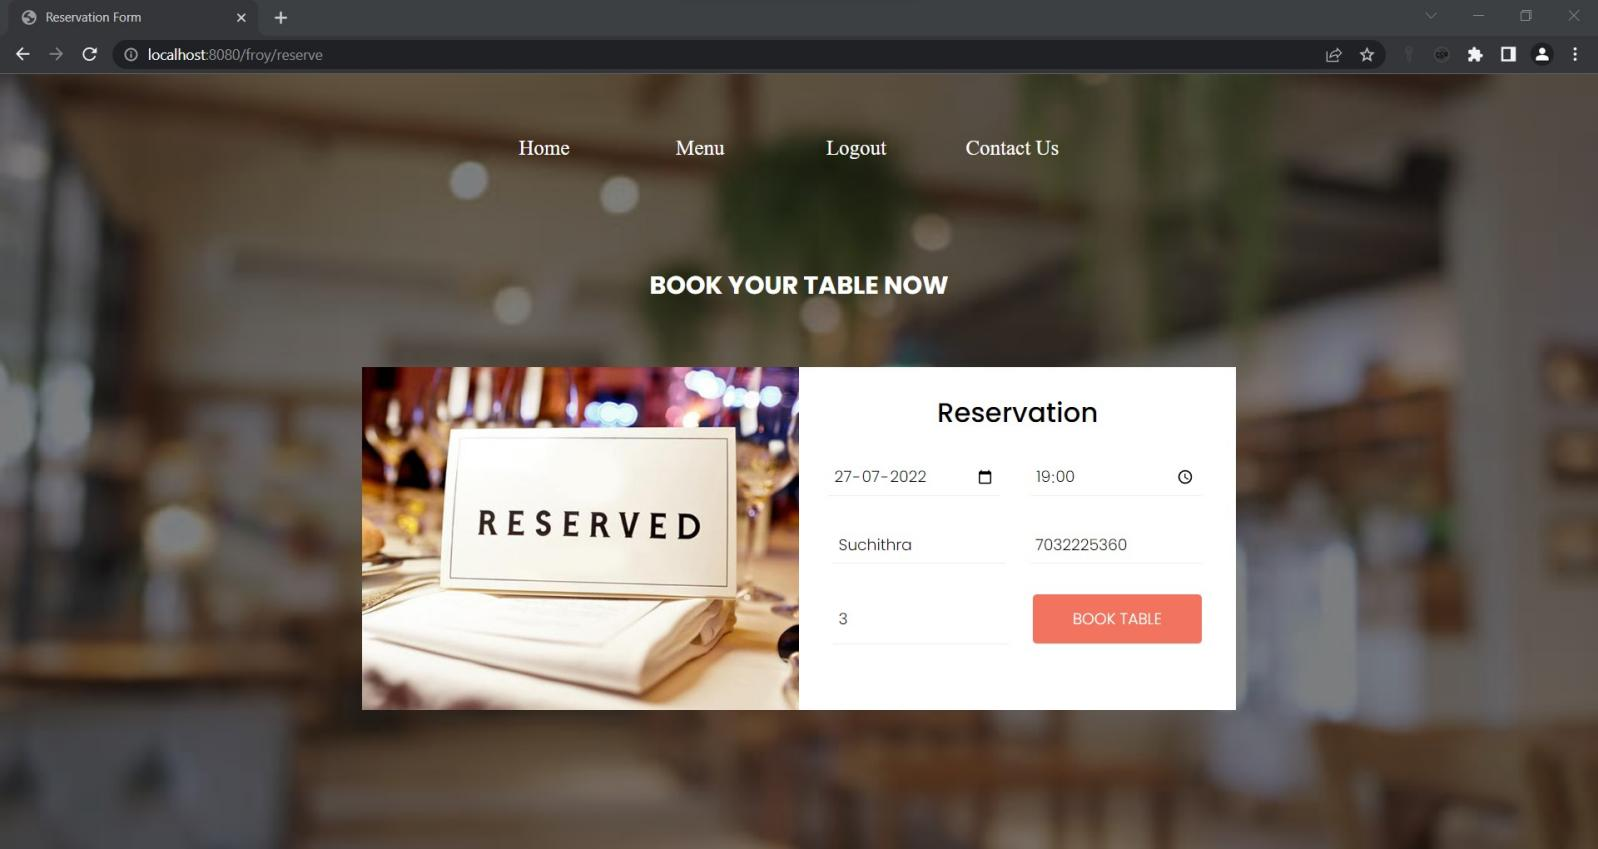 Reservation Form
localhost:8080/froy/reserve
Home Menu Logout Contact Us
BOOK YOUR TABLE NOW
RESERVED
Reservation
27-07-2022 19:00
Suchithra 7032225360
3 BOOK TABLE